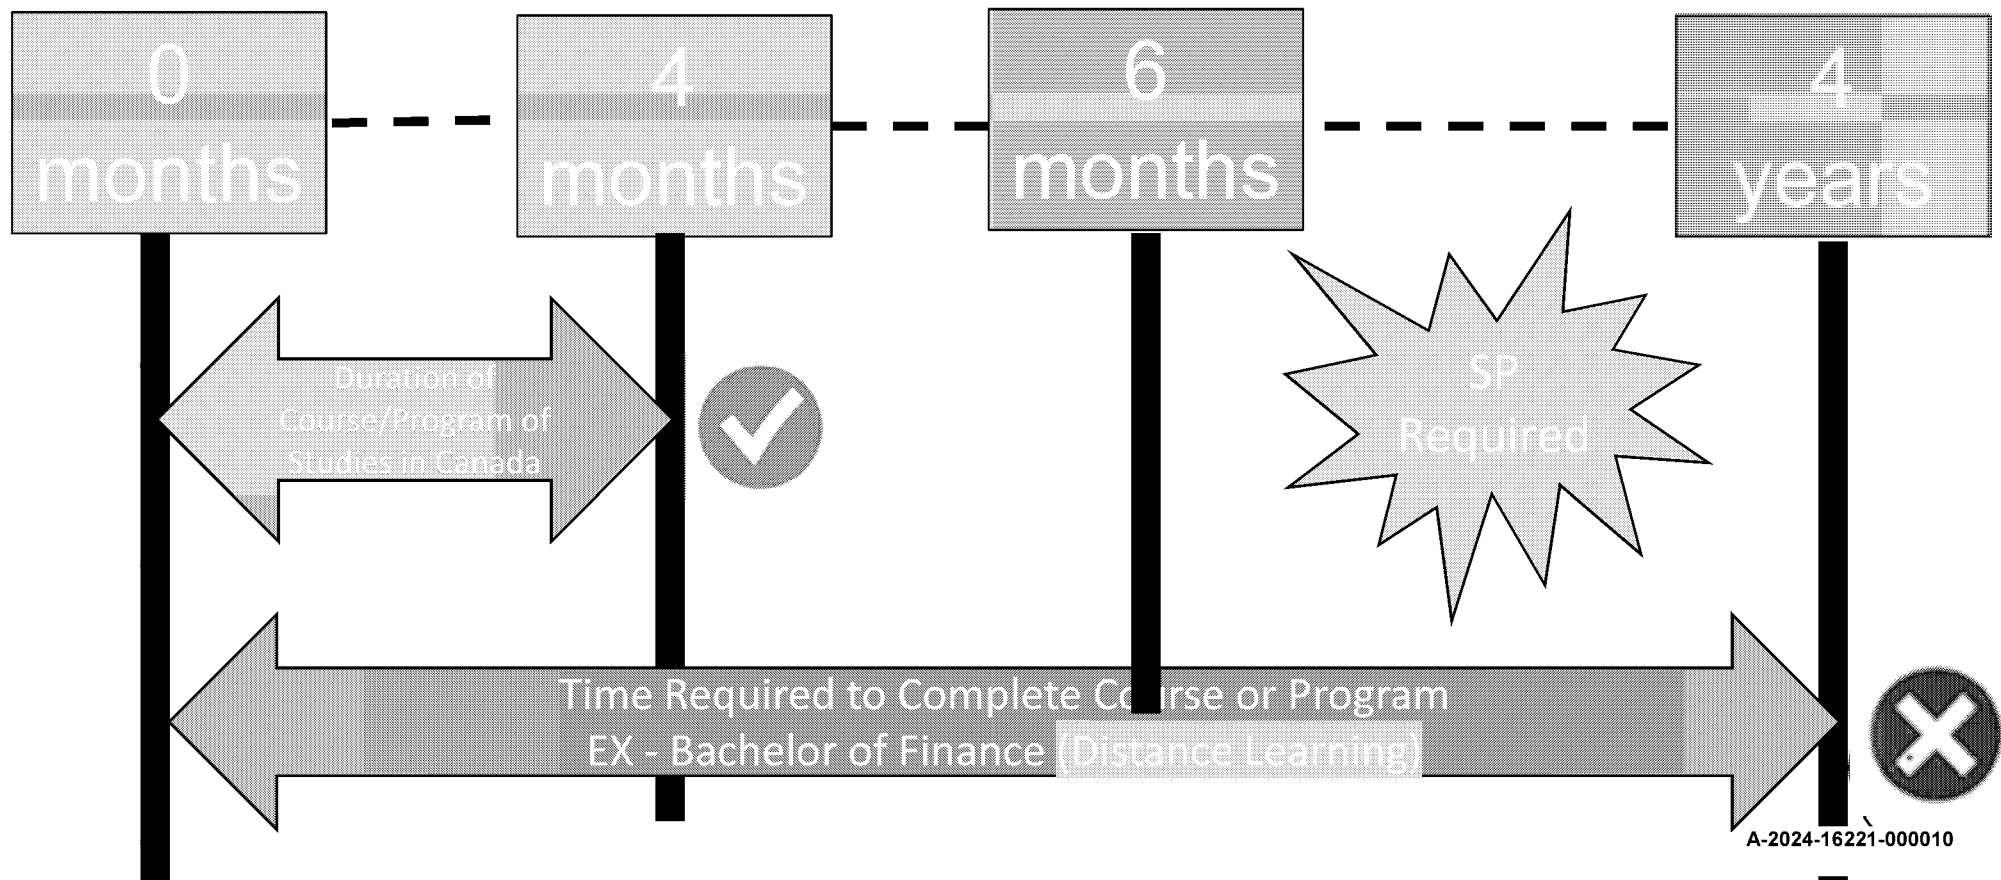 0
months
4
months
6
months
4
years
Duration of
Course/Program of
Studies in Canada
SP
Required
Time Required to Complete Course or Program
EX - Bachelor of Finance (Distance Learning)
A-2024-16221-000010